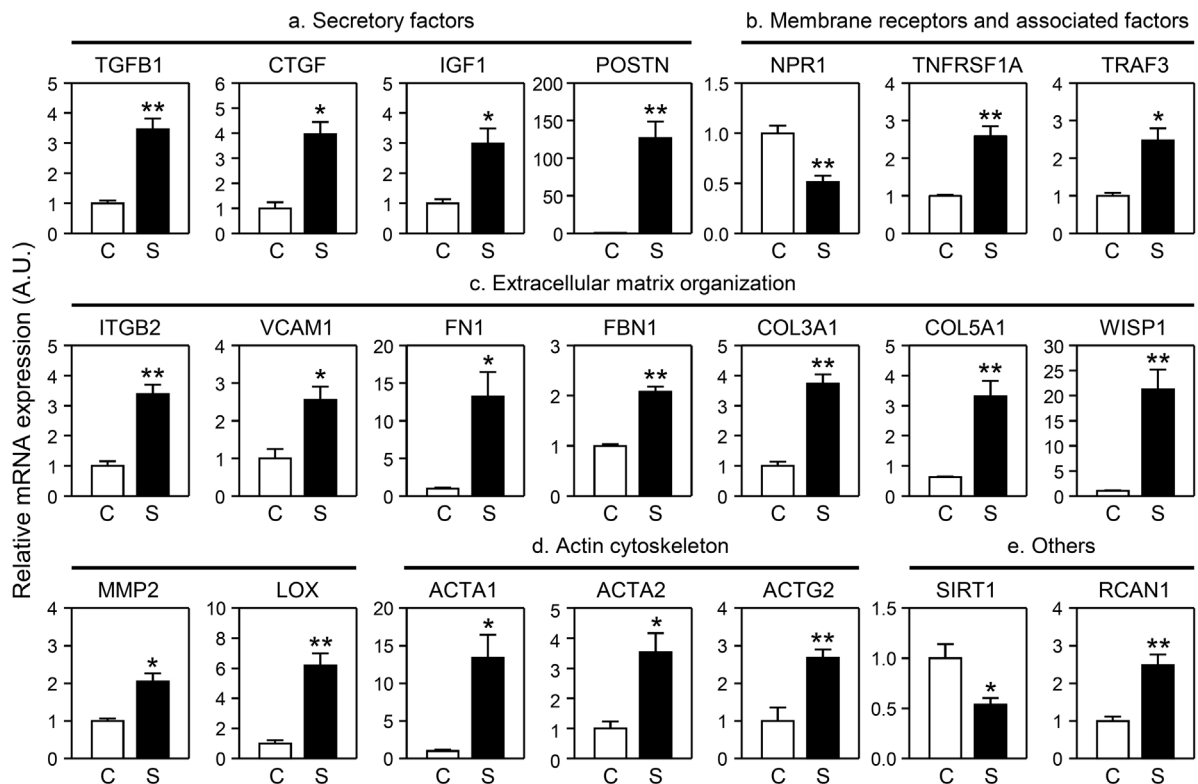 a. Secretory factors
b. Membrane receptors and associated factors
TGFB1 CTGF IGF1 POSTN NPR1 TNFRSF1A TRAF3
5 4 3 2 1 0 ** C S
6 5 4 3 2 1 0 * C S
5 4 3 2 1 0 * C S
200 150 100 50 0 ** C S
1.5 1.0 0.5 0.0 ** C S
4 3 2 1 0 ** C S
4 3 2 1 0 * C S
Relative mRNA expression (A.U.)
c. Extracellular matrix organization
ITGB2 VCAM1 FN1 FBN1 COL3A1 COL5A1 WISP1
5 4 3 2 1 0 ** C S
4 3 2 1 0 * C S
20 15 10 5 0 * C S
3 2 1 0 ** C S
5 4 3 2 1 0 ** C S
5 4 3 2 1 0 ** C S
30 25 20 15 10 5 0 ** C S
d. Actin cytoskeleton
e. Others
MMP2 LOX ACTA1 ACTA2 ACTG2 SIRT1 RCAN1
4 3 2 1 0 * C S
10 8 6 4 2 0 ** C S
20 15 10 5 0 * C S
5 4 3 2 1 0 * C S
4 3 2 1 0 ** C S
1.5 1.0 0.5 0.0 * C S
4 3 2 1 0 ** C S